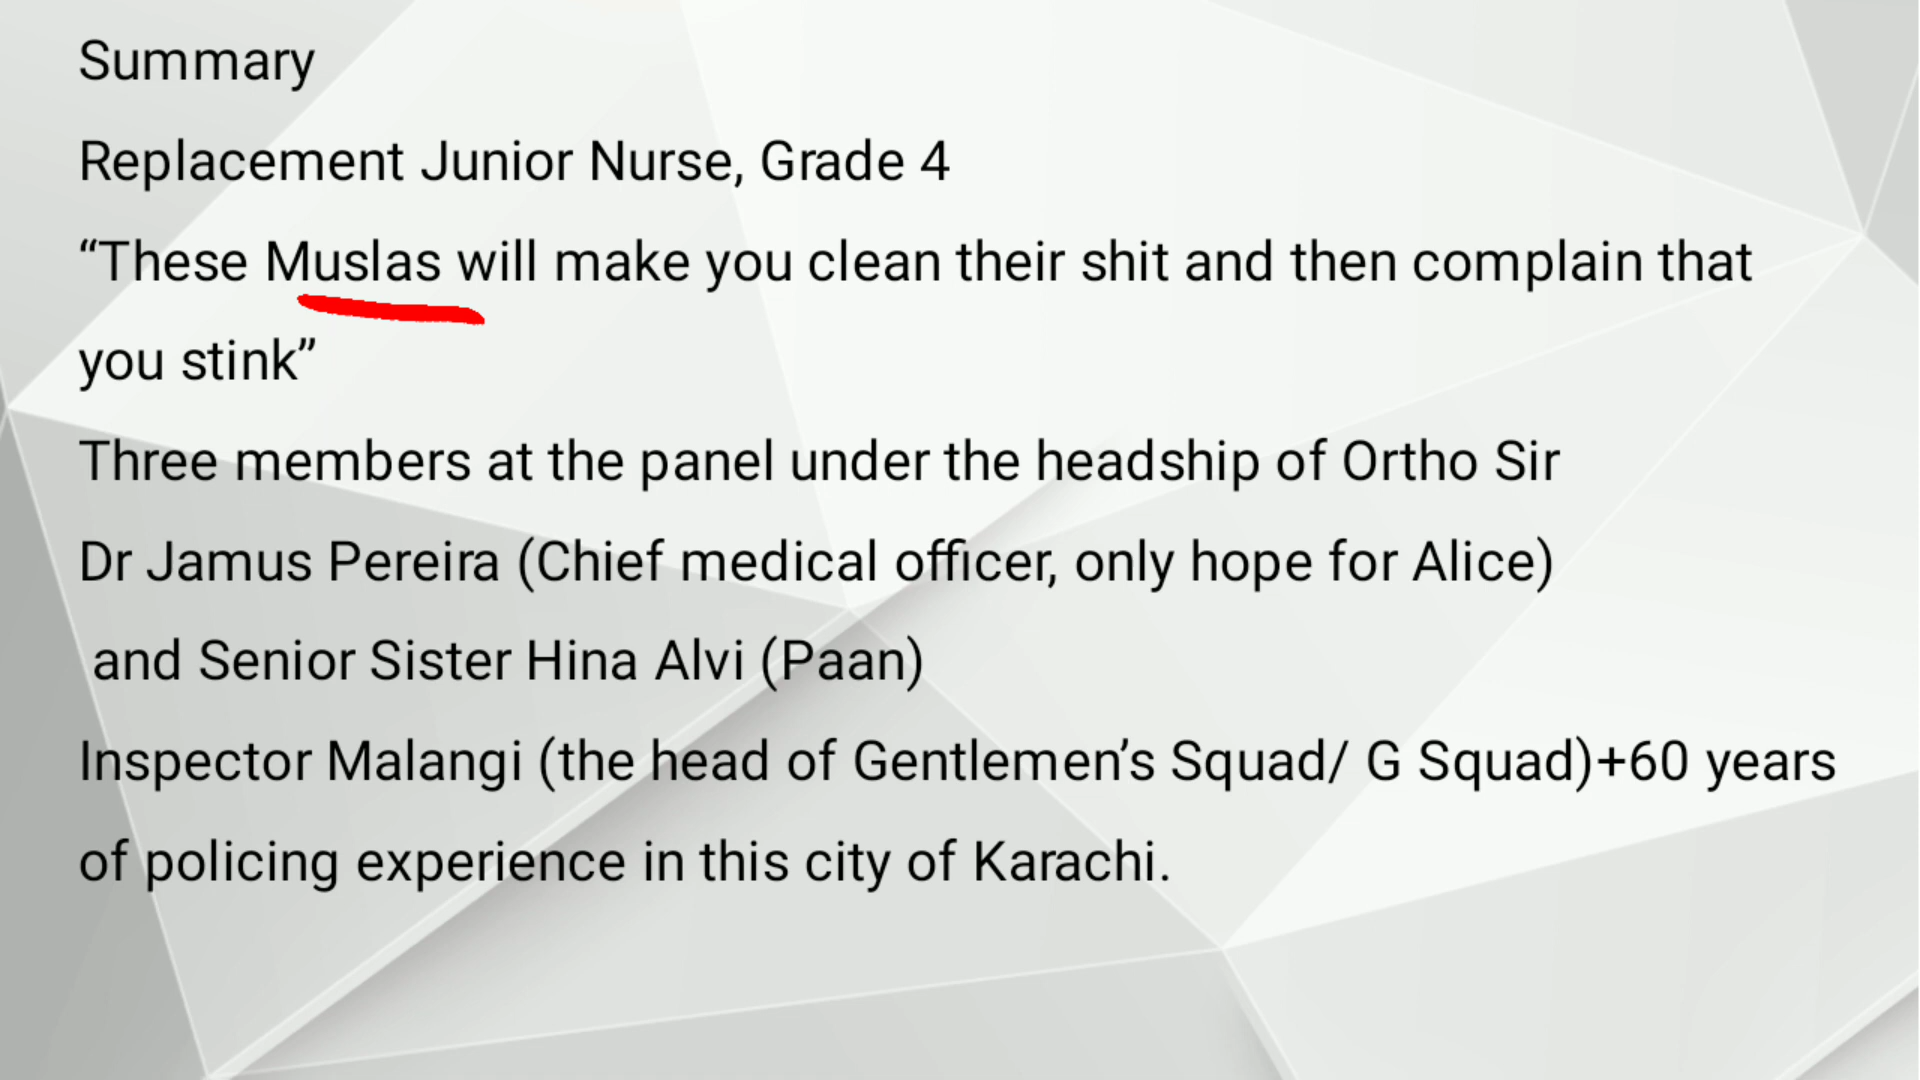 Summary
Replacement Junior Nurse, Grade 4
“These Muslas will make you clean their shit and then complain that
you stink”
Three members at the panel under the headship of Ortho Sir
Dr Jamus Pereira (Chief medical officer, only hope for Alice)
and Senior Sister Hina Alvi (Paan)
Inspector Malangi (the head of Gentlemen’s Squad/ G Squad)+60 years
of policing experience in this city of Karachi.